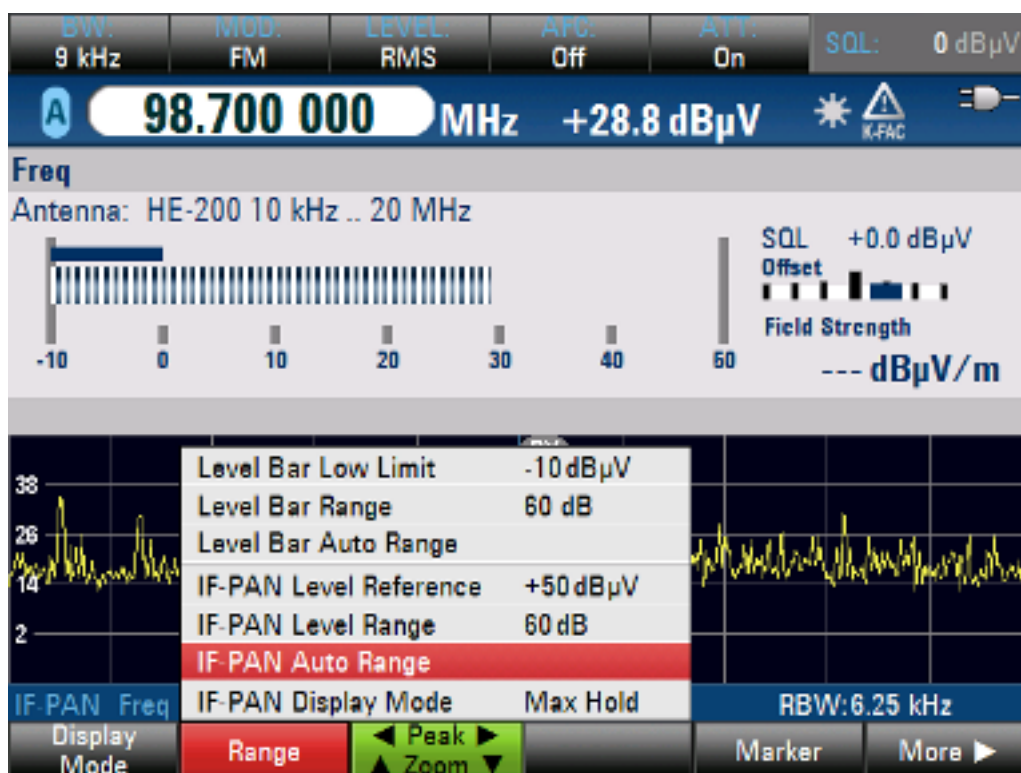 BW: MOD: LEVEL: AFC: ATT: SQL: 0 dBµV
9 kHz FM RMS Off On
A 98.700 000 MHz +28.8 dBµV K-FAC
Freq
Antenna: HE-200 10 kHz .. 20 MHz
SQL +0.0 dBµV
Offset
Field Strength
-10 0 10 20 30 40 60
--- dBµV/m
38
26
14
2
Level Bar Low Limit -10 dBµV
Level Bar Range 60 dB
Level Bar Auto Range
IF-PAN Level Reference +50 dBµV
IF-PAN Level Range 60 dB
IF-PAN Auto Range
IF-PAN Display Mode Max Hold
IF-PAN Freq RBW:6.25 kHz
Display Mode
Range
◄ Peak ►
▲ Zoom ▼
Marker
More ►